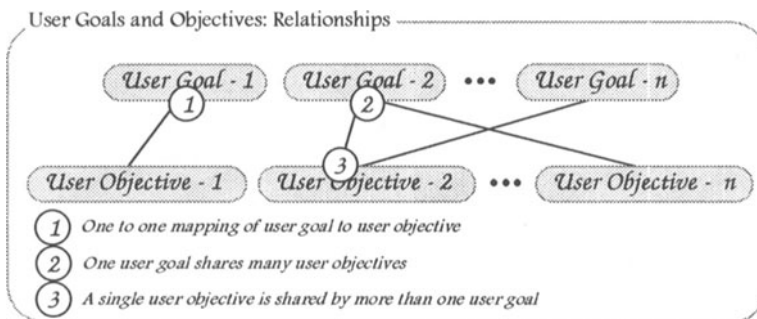 User Goals and Objectives: Relationships
User Goal - 1 User Goal - 2 ••• User Goal - n
1 2
3
User Objective - 1 User Objective - 2 ••• User Objective - n
1 One to one mapping of user goal to user objective
2 One user goal shares many user objectives
3 A single user objective is shared by more than one user goal